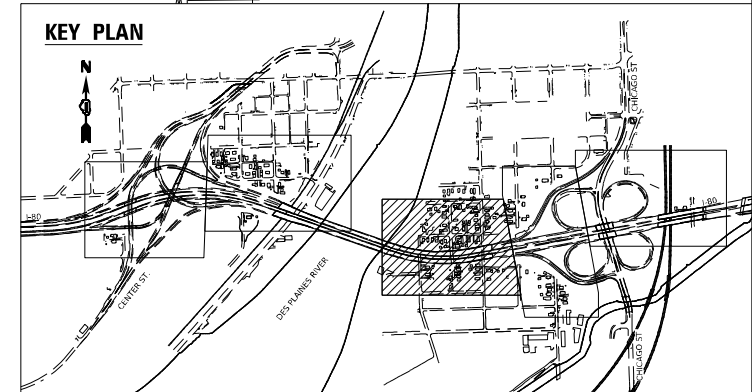 KEY PLAN
N
CHICAGO ST
I-80
I-80
CENTER ST.
DES PLAINES RIVER
CHICAGO ST